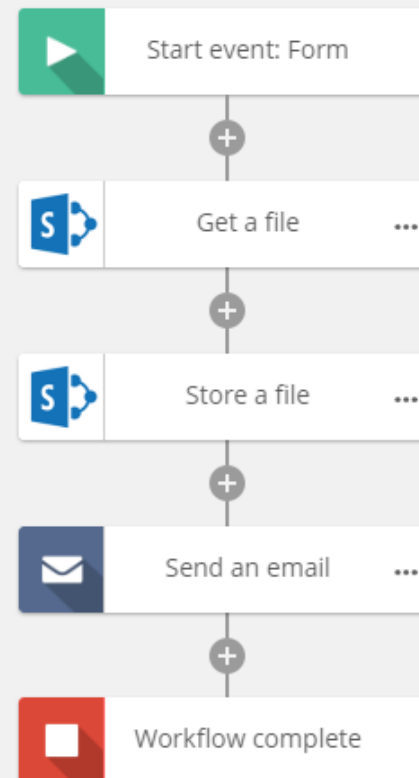 Start event: Form
S
Get a file
S
Store a file
Send an email
Workflow complete